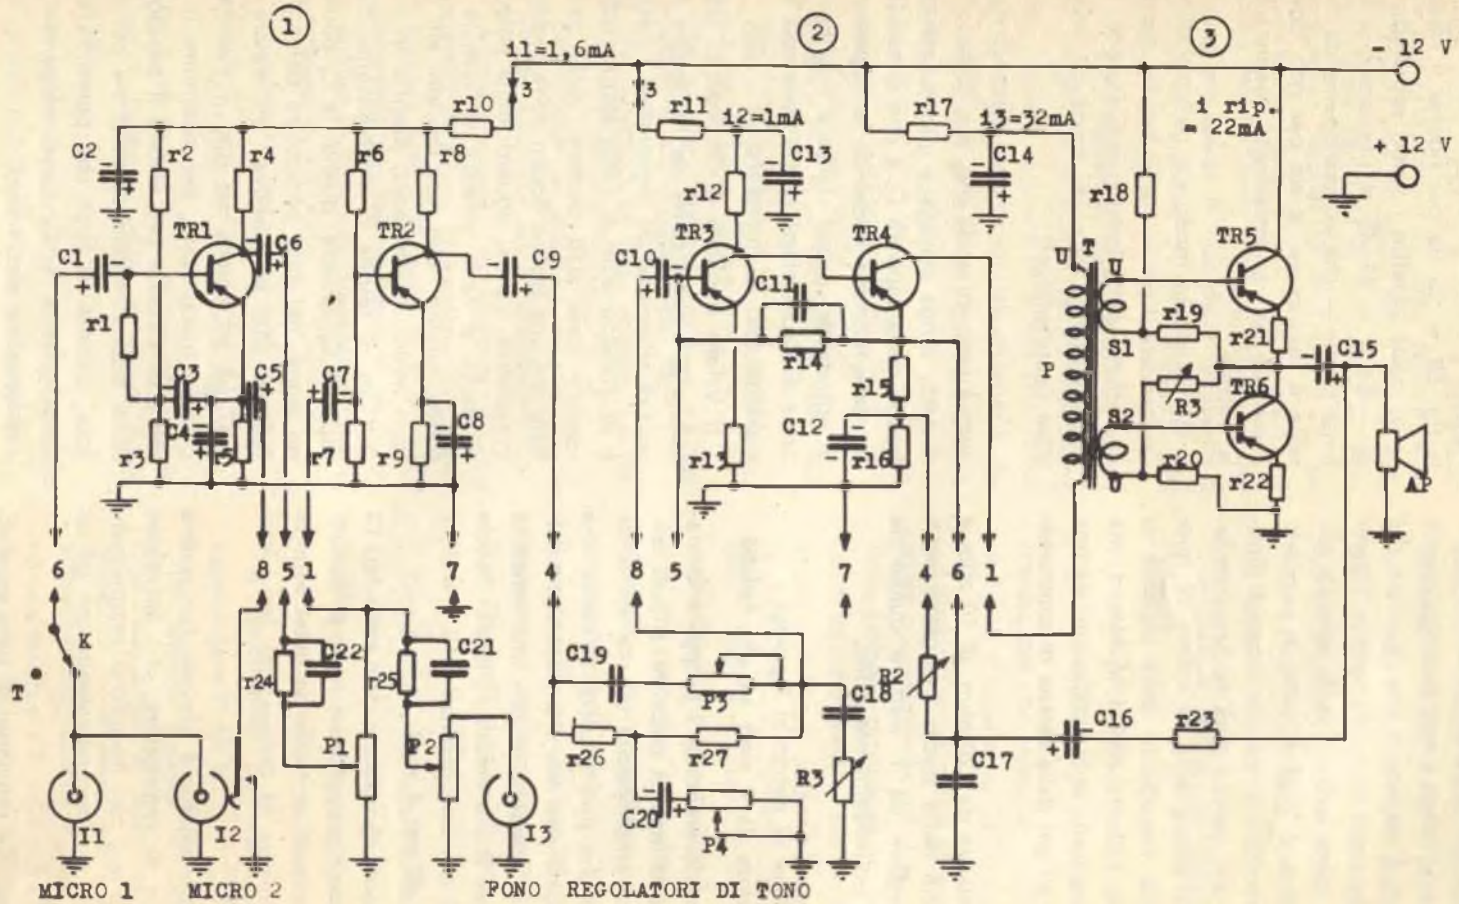 1
2
3
i1=1,6mA
- 12 V
3
3
r10
r11
i2=1mA
r17
i3=32mA
i rip.
= 22mA
+ 12 V
C2
r2
r4
r6
r8
C13
C14
r12
r18
TR1
C6
TR2
TR3
TR4
TR5
C1
C9
C10
U
T
U
C11
r1
r19
S1
r21
C15
r14
P
C3
C5
C7
r15
R3
TR6
C4
C8
C12
S2
r3
r5
r7
r9
r13
r16
r20
U
r22
AP
6
8
5
1
7
4
8
5
7
4
6
1
K
C22
C21
C19
T
r24
r25
P3
C18
R2
C16
r23
P1
P2
r26
r27
R3
C17
I1
I2
I3
C20
P4
MICRO 1
MICRO 2
FONO
REGOLATORI DI TONO